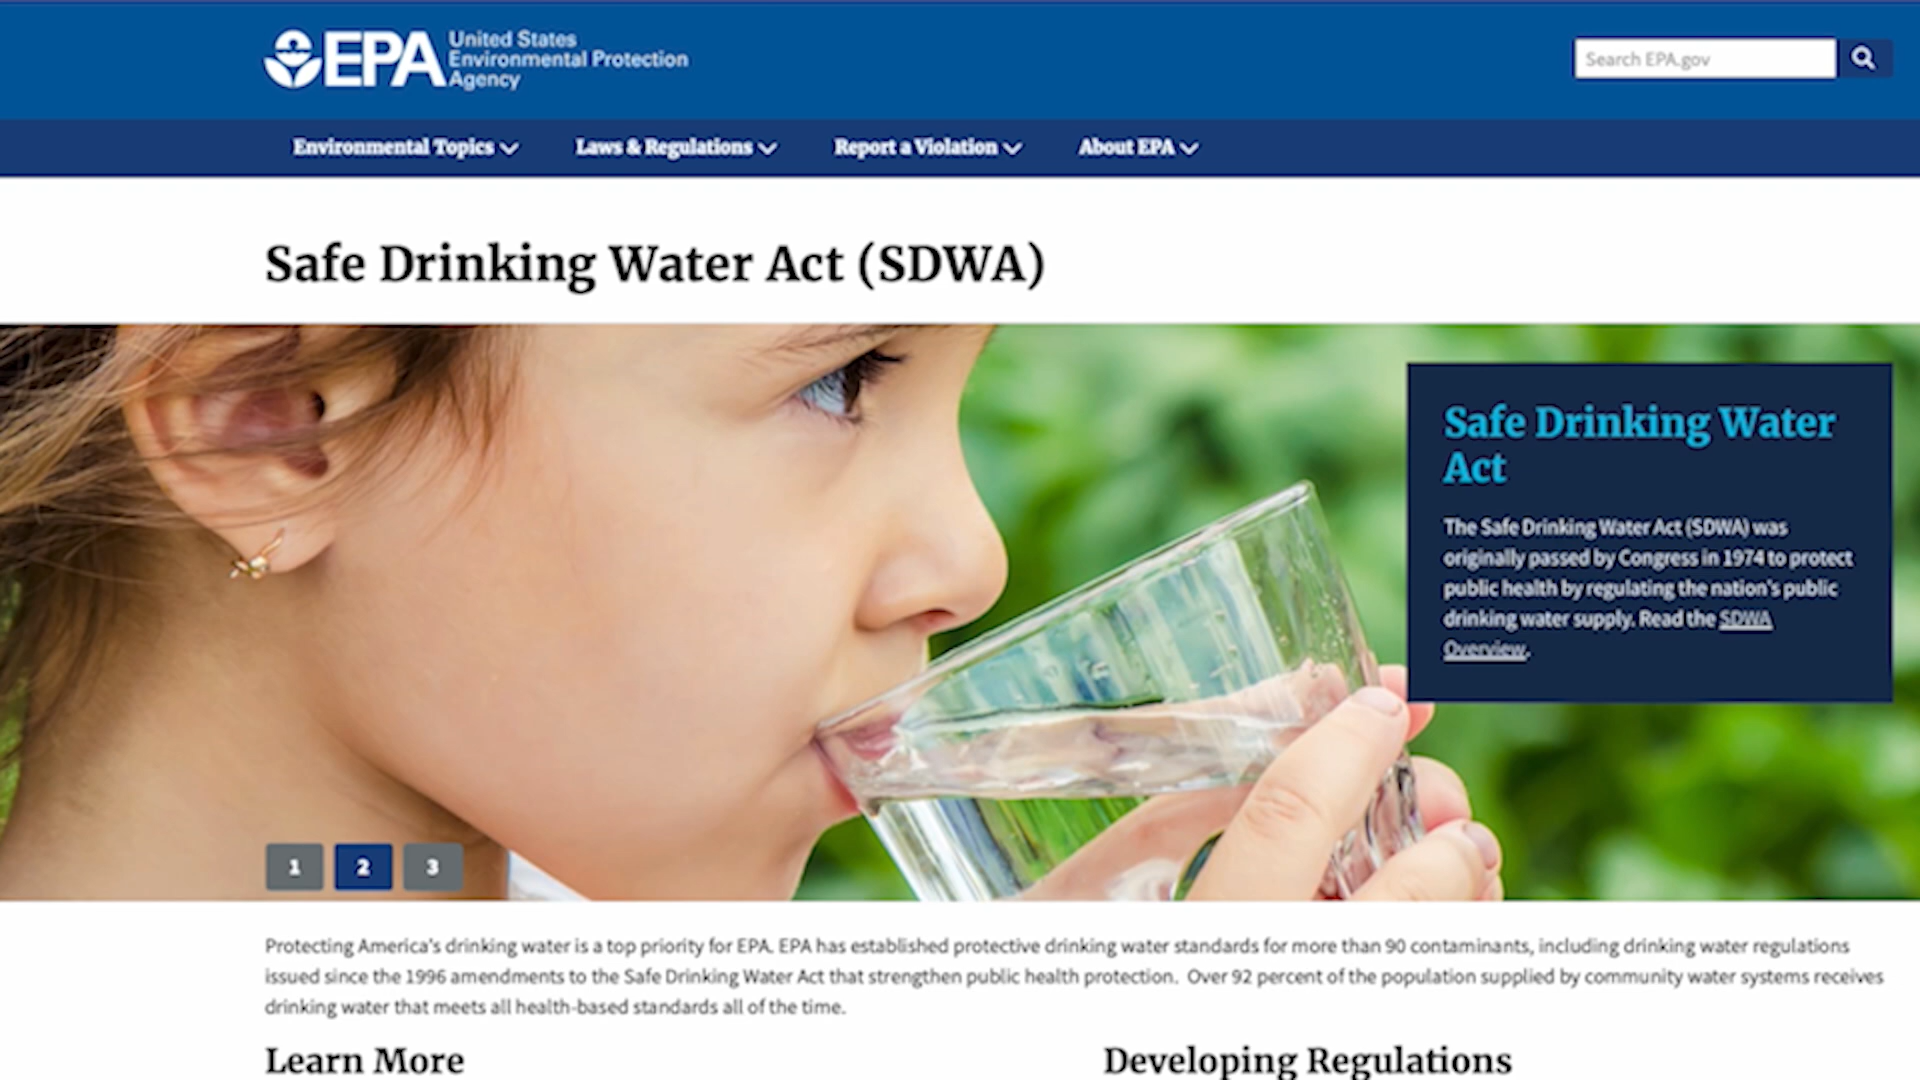 EPA United States
Environmental Protection
Agency
Search EPA.gov
Environmental Topics
Laws & Regulations
Report a Violation
About EPA
Safe Drinking Water Act (SDWA)
Safe Drinking Water
Act
The Safe Drinking Water Act (SDWA) was
originally passed by Congress in 1974 to protect
public health by regulating the nation's public
drinking water supply. Read the SDWA
Overview.
1 2 3
Protecting America's drinking water is a top priority for EPA. EPA has established protective drinking water standards for more than 90 contaminants, including drinking water regulations
issued since the 1996 amendments to the Safe Drinking Water Act that strengthen public health protection. Over 92 percent of the population supplied by community water systems receives
drinking water that meets all health-based standards all of the time.
Learn More
Developing Regulations